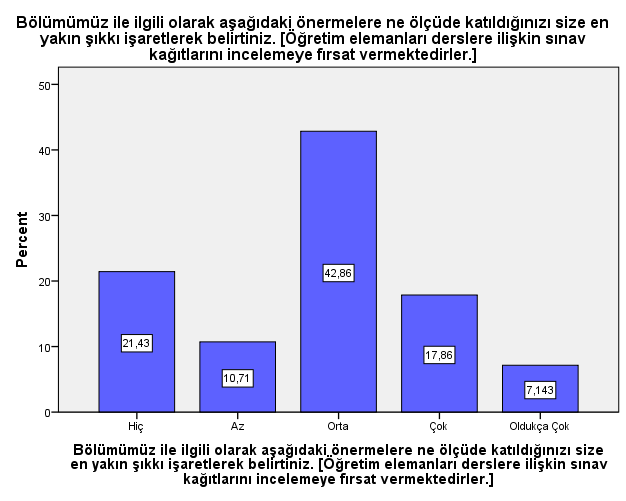 Bölümümüz ile ilgili olarak aşağıdaki önermelere ne ölçüde katıldığınızı size en
yakın şıkkı işaretlerek belirtiniz. [Öğretim elemanları derslere ilişkin sınav
kağıtlarını incelemeye fırsat vermektedirler.]
50
40
30
20
10
0
Percent
21,43
10,71
42,86
17,86
7,143
Hiç
Az
Orta
Çok
Oldukça Çok
Bölümümüz ile ilgili olarak aşağıdaki önermelere ne ölçüde katıldığınızı size
en yakın şıkkı işaretlerek belirtiniz. [Öğretim elemanları derslere ilişkin sınav
kağıtlarını incelemeye fırsat vermektedirler.]